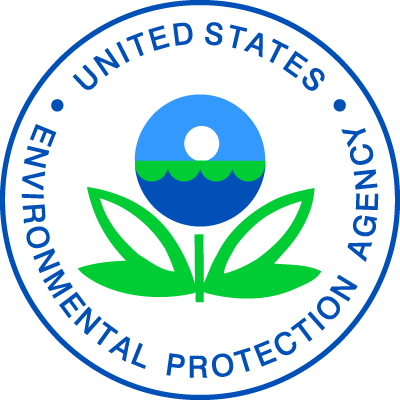 UNITED STATES
ENVIRONMENTAL PROTECTION AGENCY